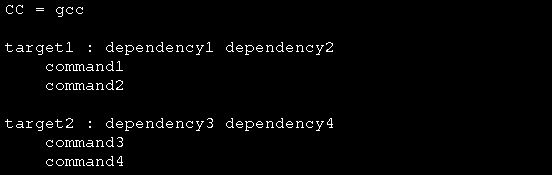 CC = gcc
target1 : dependency1 dependency2
command1
command2
target2 : dependency3 dependency4
command3
command4